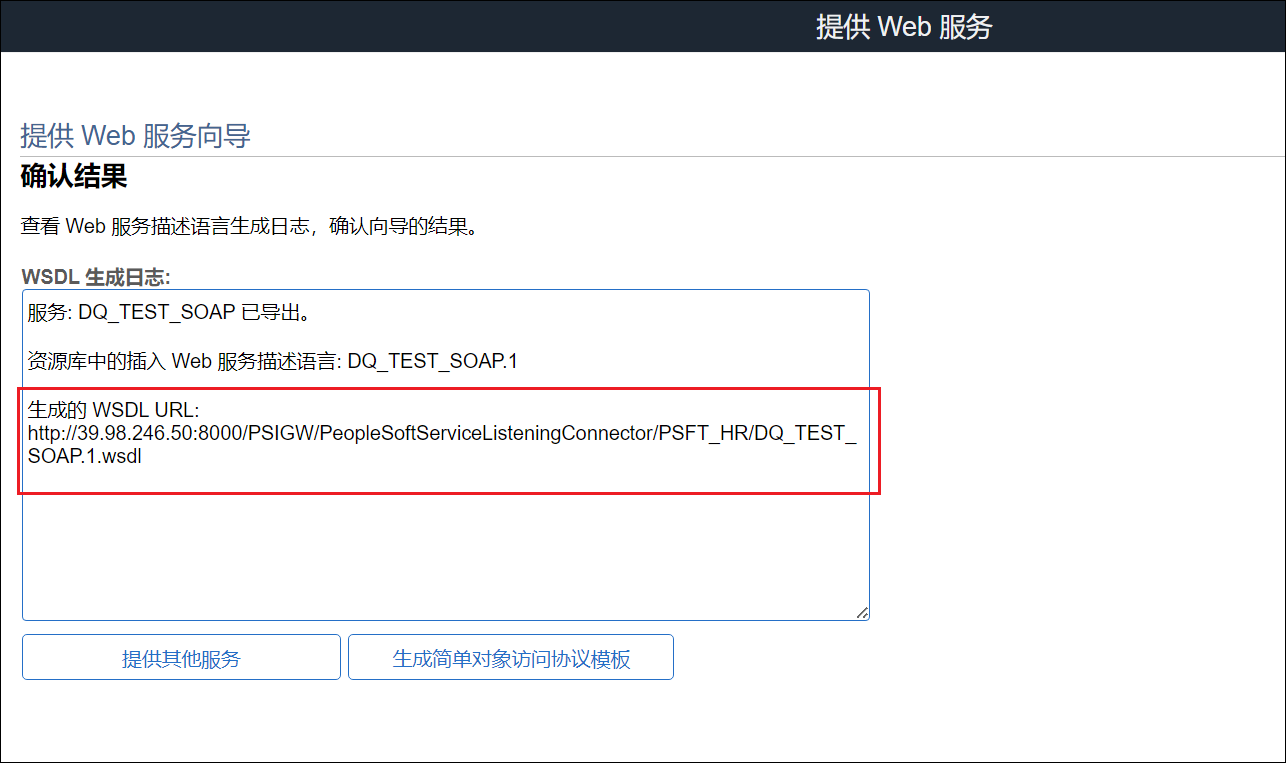 提供 Web 服务
提供 Web 服务向导
确认结果
查看 Web 服务描述语言生成日志，确认向导的结果。
WSDL 生成日志:
服务: DQ_TEST_SOAP 已导出。
资源库中的插入 Web 服务描述语言: DQ_TEST_SOAP.1
生成的 WSDL URL:
http://39.98.246.50:8000/PSIGW/PeopleSoftServiceListeningConnector/PSFT_HR/DQ_TEST_
SOAP.1.wsdl
提供其他服务 生成简单对象访问协议模板